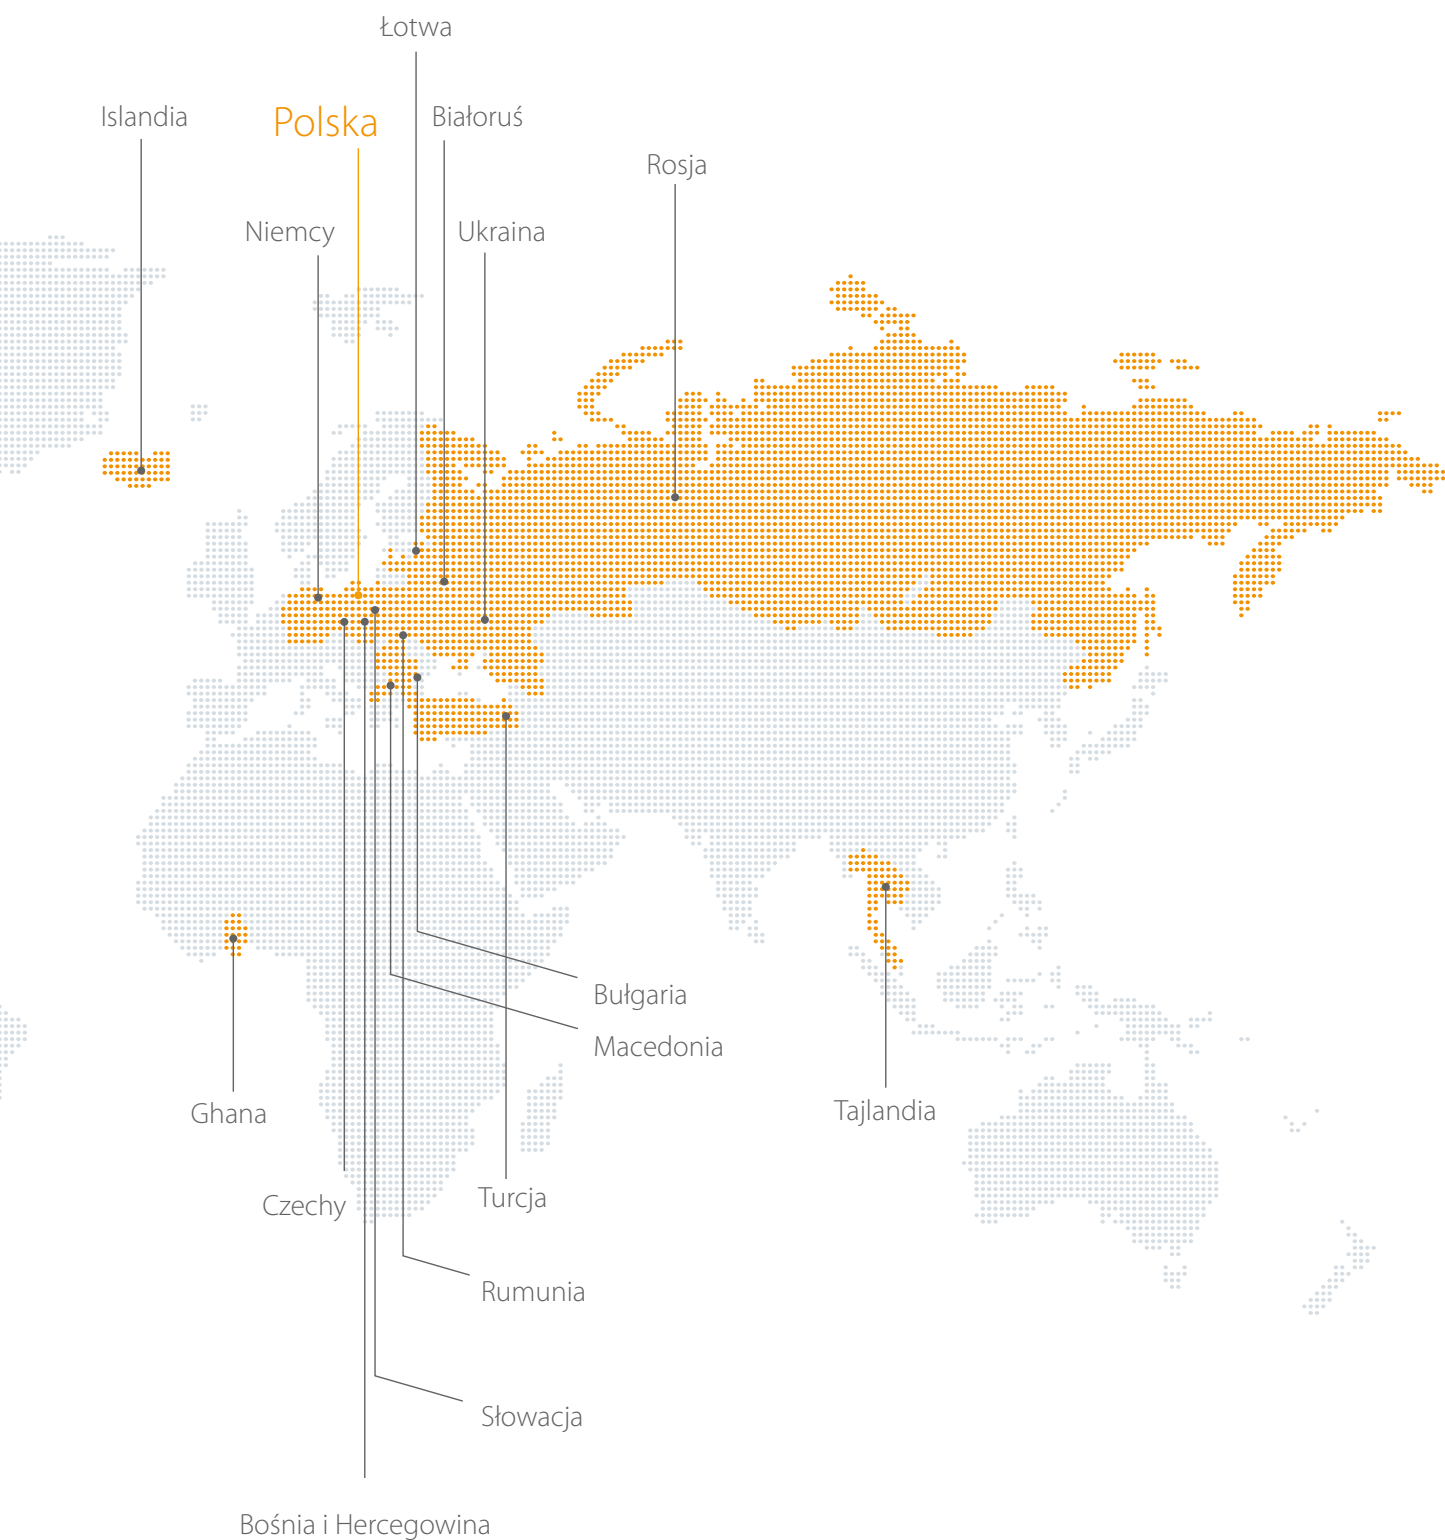 Łotwa
Islandia
Polska
Białoruś
Rosja
Niemcy
Ukraina
Bułgaria
Macedonia
Ghana
Tajlandia
Czechy
Turcja
Rumunia
Słowacja
Bośnia i Hercegowina